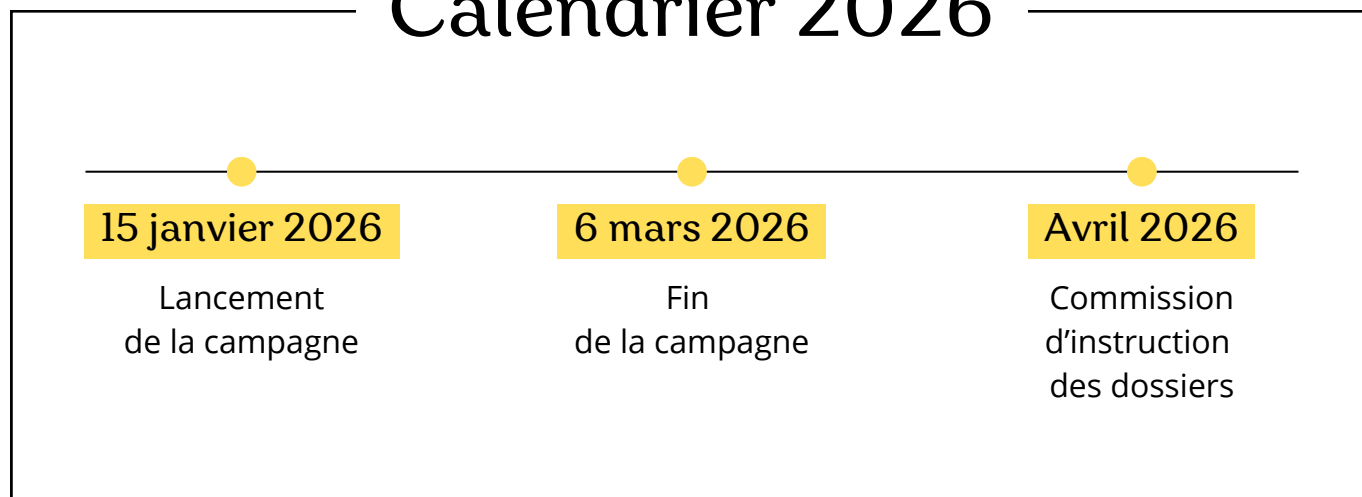 Calendrier 2026
15 janvier 2026
Lancement
de la campagne
6 mars 2026
Fin
de la campagne
Avril 2026
Commission
d’instruction
des dossiers